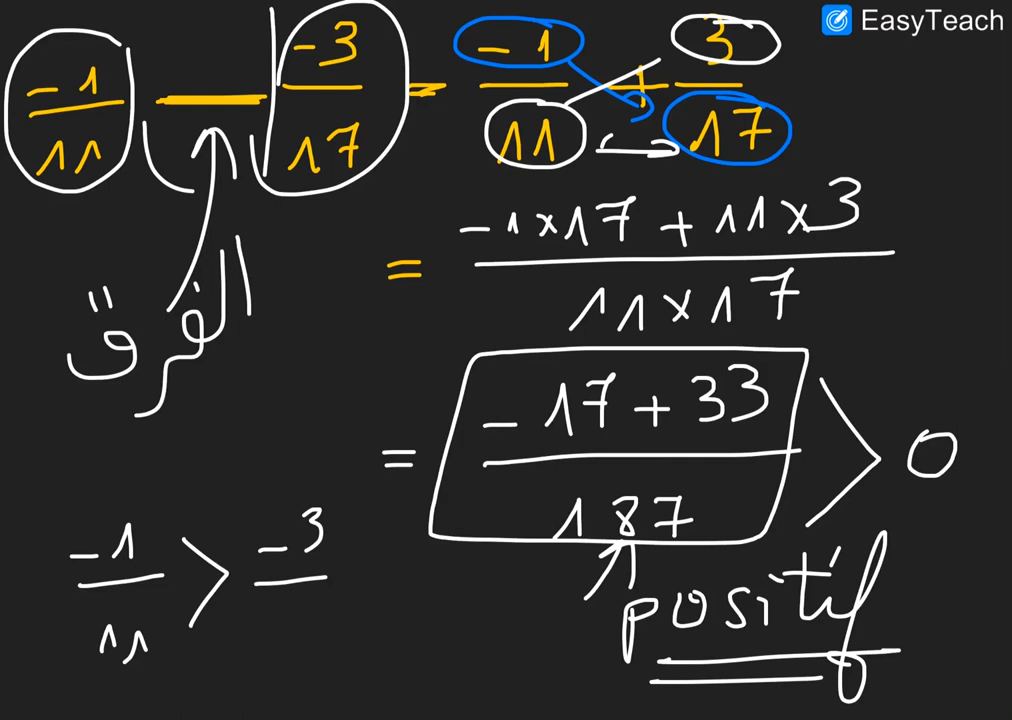 EasyTeach
-1/11 - -3/17 = -1/11 + 3/17
= (-1×17 + 11×3)/(11×17)
الفرق
= (-17 + 33)/187 > 0
positif
-1/11 > -3/